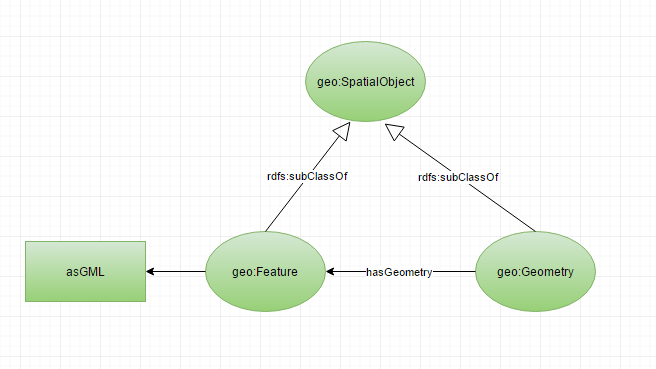 geo:SpatialObject
rdfs:subClassOf
rdfs:subClassOf
asGML
geo:Feature
hasGeometry
geo:Geometry